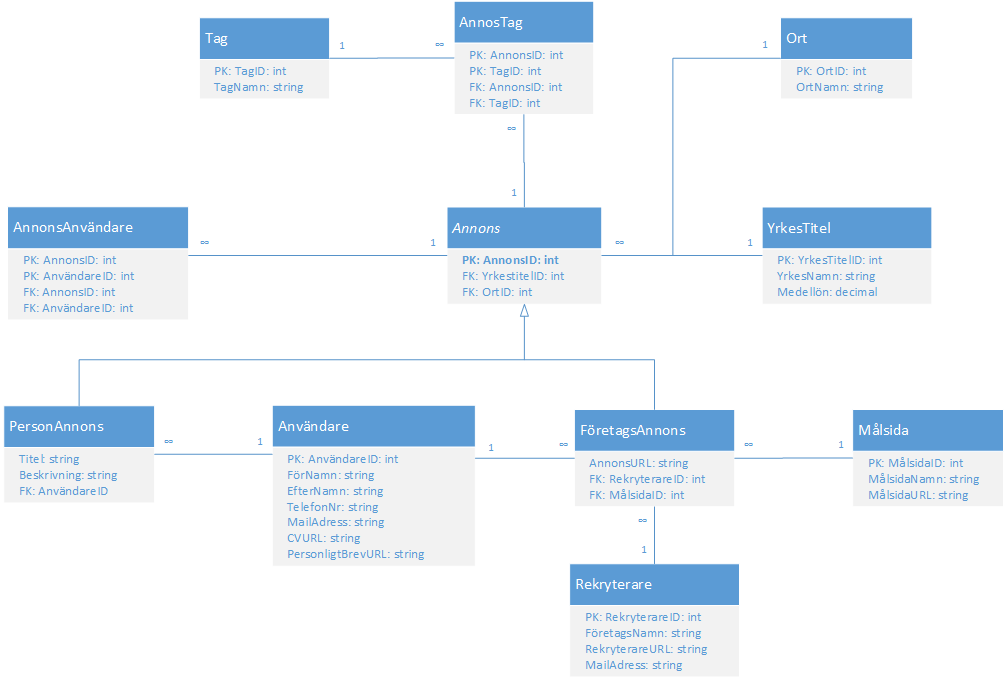 Tag
PK: TagID: int
TagNamn: string
1
∞
AnnosTag
PK: AnnonsID: int
PK: TagID: int
FK: AnnonsID: int
FK: TagID: int
∞
1
1
Ort
PK: OrtID: int
OrtNamn: string
AnnonsAnvändare
PK: AnnonsID: int
PK: AnvändareID: int
FK: AnnonsID: int
FK: AnvändareID: int
∞
1
Annons
PK: AnnonsID: int
FK: YrkestitelID: int
FK: OrtID: int
∞
1
YrkesTitel
PK: YrkesTitelID: int
YrkesNamn: string
Medellön: decimal
PersonAnnons
Titel: string
Beskrivning: string
FK: AnvändareID
∞
1
Användare
PK: AnvändareID: int
FörNamn: string
EfterNamn: string
TelefonNr: string
MailAdress: string
CVURL: string
PersonligtBrevURL: string
1
∞
FöretagsAnnons
AnnonsURL: string
FK: RekryterareID: int
FK: MålsidaID: int
∞
1
Målsida
PK: MålsidaID: int
MålsidaNamn: string
MålsidaURL: string
∞
1
Rekryterare
PK: RekryterareID: int
FöretagsNamn: string
RekryterareURL: string
MailAdress: string